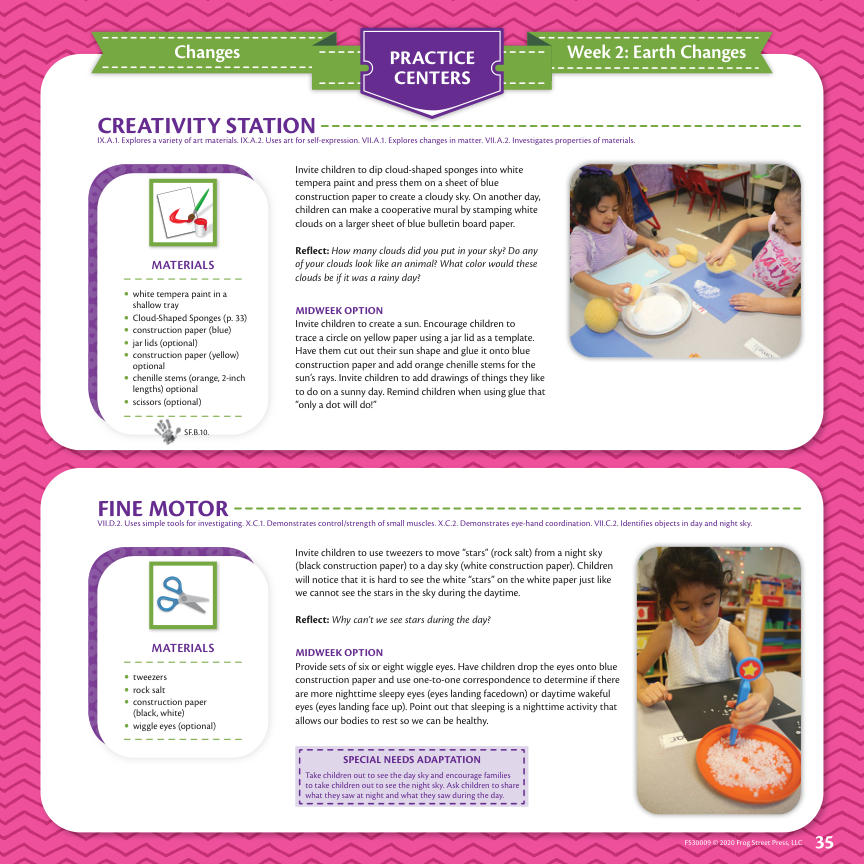 Changes
PRACTICE
CENTERS
Week 2: Earth Changes
CREATIVITY STATION
IX.A.1. Explores a variety of art materials. IX.A.2. Uses art for self-expression. VII.A.1. Explores changes in matter. VII.A.2. Investigates properties of materials.
MATERIALS
• white tempera paint in a
shallow tray
• Cloud-Shaped Sponges (p. 33)
• construction paper (blue)
• jar lids (optional)
• construction paper (yellow)
optional
• chenille stems (orange, 2-inch
lengths) optional
• scissors (optional)
SF.B.10.
Invite children to dip cloud-shaped sponges into white
tempera paint and press them on a sheet of blue
construction paper to create a cloudy sky. On another day,
children can make a cooperative mural by stamping white
clouds on a larger sheet of blue bulletin board paper.
Reflect: How many clouds did you put in your sky? Do any
of your clouds look like an animal? What color would these
clouds be if it was a rainy day?
MIDWEEK OPTION
Invite children to create a sun. Encourage children to
trace a circle on yellow paper using a jar lid as a template.
Have them cut out their sun shape and glue it onto blue
construction paper and add orange chenille stems for the
sun's rays. Invite children to add drawings of things they like
to do on a sunny day. Remind children when using glue that
"only a dot will do!"
FINE MOTOR
VII.D.2. Uses simple tools for investigating. X.C.1. Demonstrates control/strength of small muscles. X.C.2. Demonstrates eye-hand coordination. VII.C.2. Identifies objects in day and night sky.
MATERIALS
• tweezers
• rock salt
• construction paper
(black, white)
• wiggle eyes (optional)
Invite children to use tweezers to move "stars" (rock salt) from a night sky
(black construction paper) to a day sky (white construction paper). Children
will notice that it is hard to see the white "stars" on the white paper just like
we cannot see the stars in the sky during the daytime.
Reflect: Why can't we see stars during the day?
MIDWEEK OPTION
Provide sets of six or eight wiggle eyes. Have children drop the eyes onto blue
construction paper and use one-to-one correspondence to determine if there
are more nighttime sleepy eyes (eyes landing facedown) or daytime wakeful
eyes (eyes landing face up). Point out that sleeping is a nighttime activity that
allows our bodies to rest so we can be healthy.
SPECIAL NEEDS ADAPTATION
Take children out to see the day sky and encourage families
to take children out to see the night sky. Ask children to share
what they saw at night and what they saw during the day.
FS30009 © 2020 Frog Street Press, LLC 35